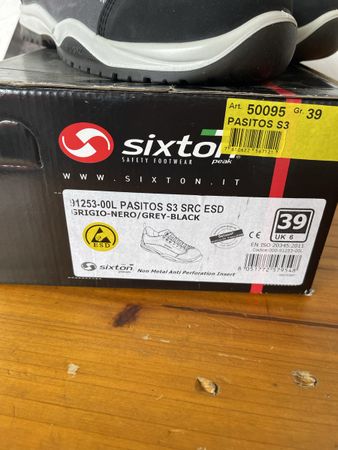 Art. 50095 Gr. 39
PASITOS S3
sixton
SAFETY FOOTWEAR
peak
WWW.SIXTON.IT
91253-00L PASITOS S3 SRC ESD
GRIGIO-NERO/GREY-BLACK
39
UK 6
ESD
EN ISO 20345:2011
sixton
peak
Non Metal Anti Perforation Insert
CE